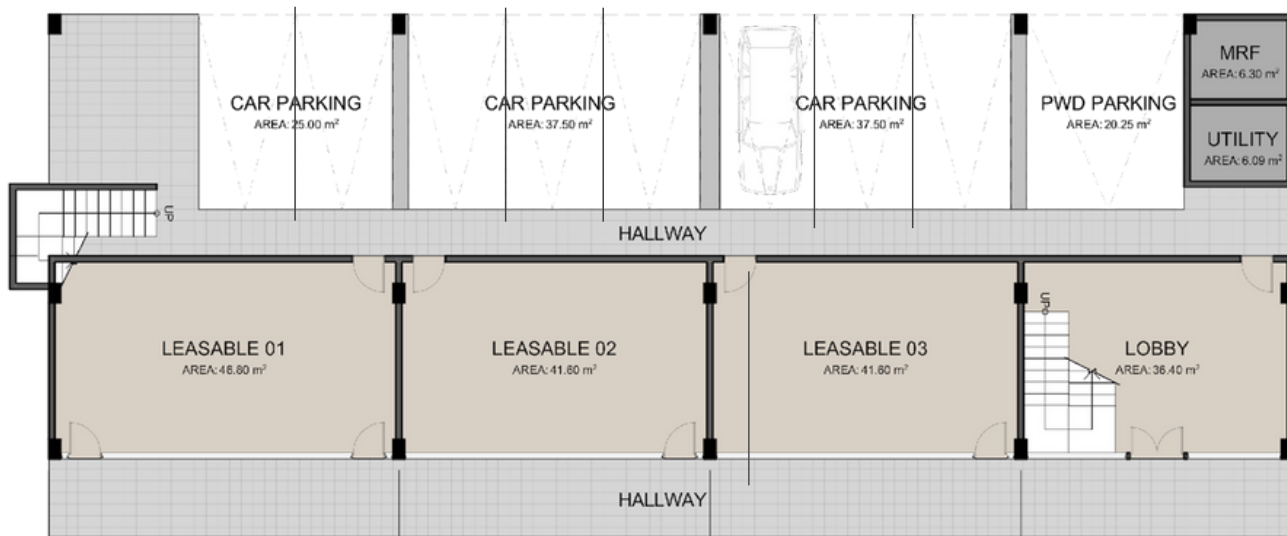 CAR PARKING
AREA: 25.00 m²
CAR PARKING
AREA: 37.50 m²
CAR PARKING
AREA: 37.50 m²
PWD PARKING
AREA: 20.25 m²
MRF
AREA: 6.30 m²
UTILITY
AREA: 6.09 m²
UP
HALLWAY
LEASABLE 01
AREA: 46.80 m²
LEASABLE 02
AREA: 41.60 m²
LEASABLE 03
AREA: 41.60 m²
UP
LOBBY
AREA: 36.40 m²
HALLWAY